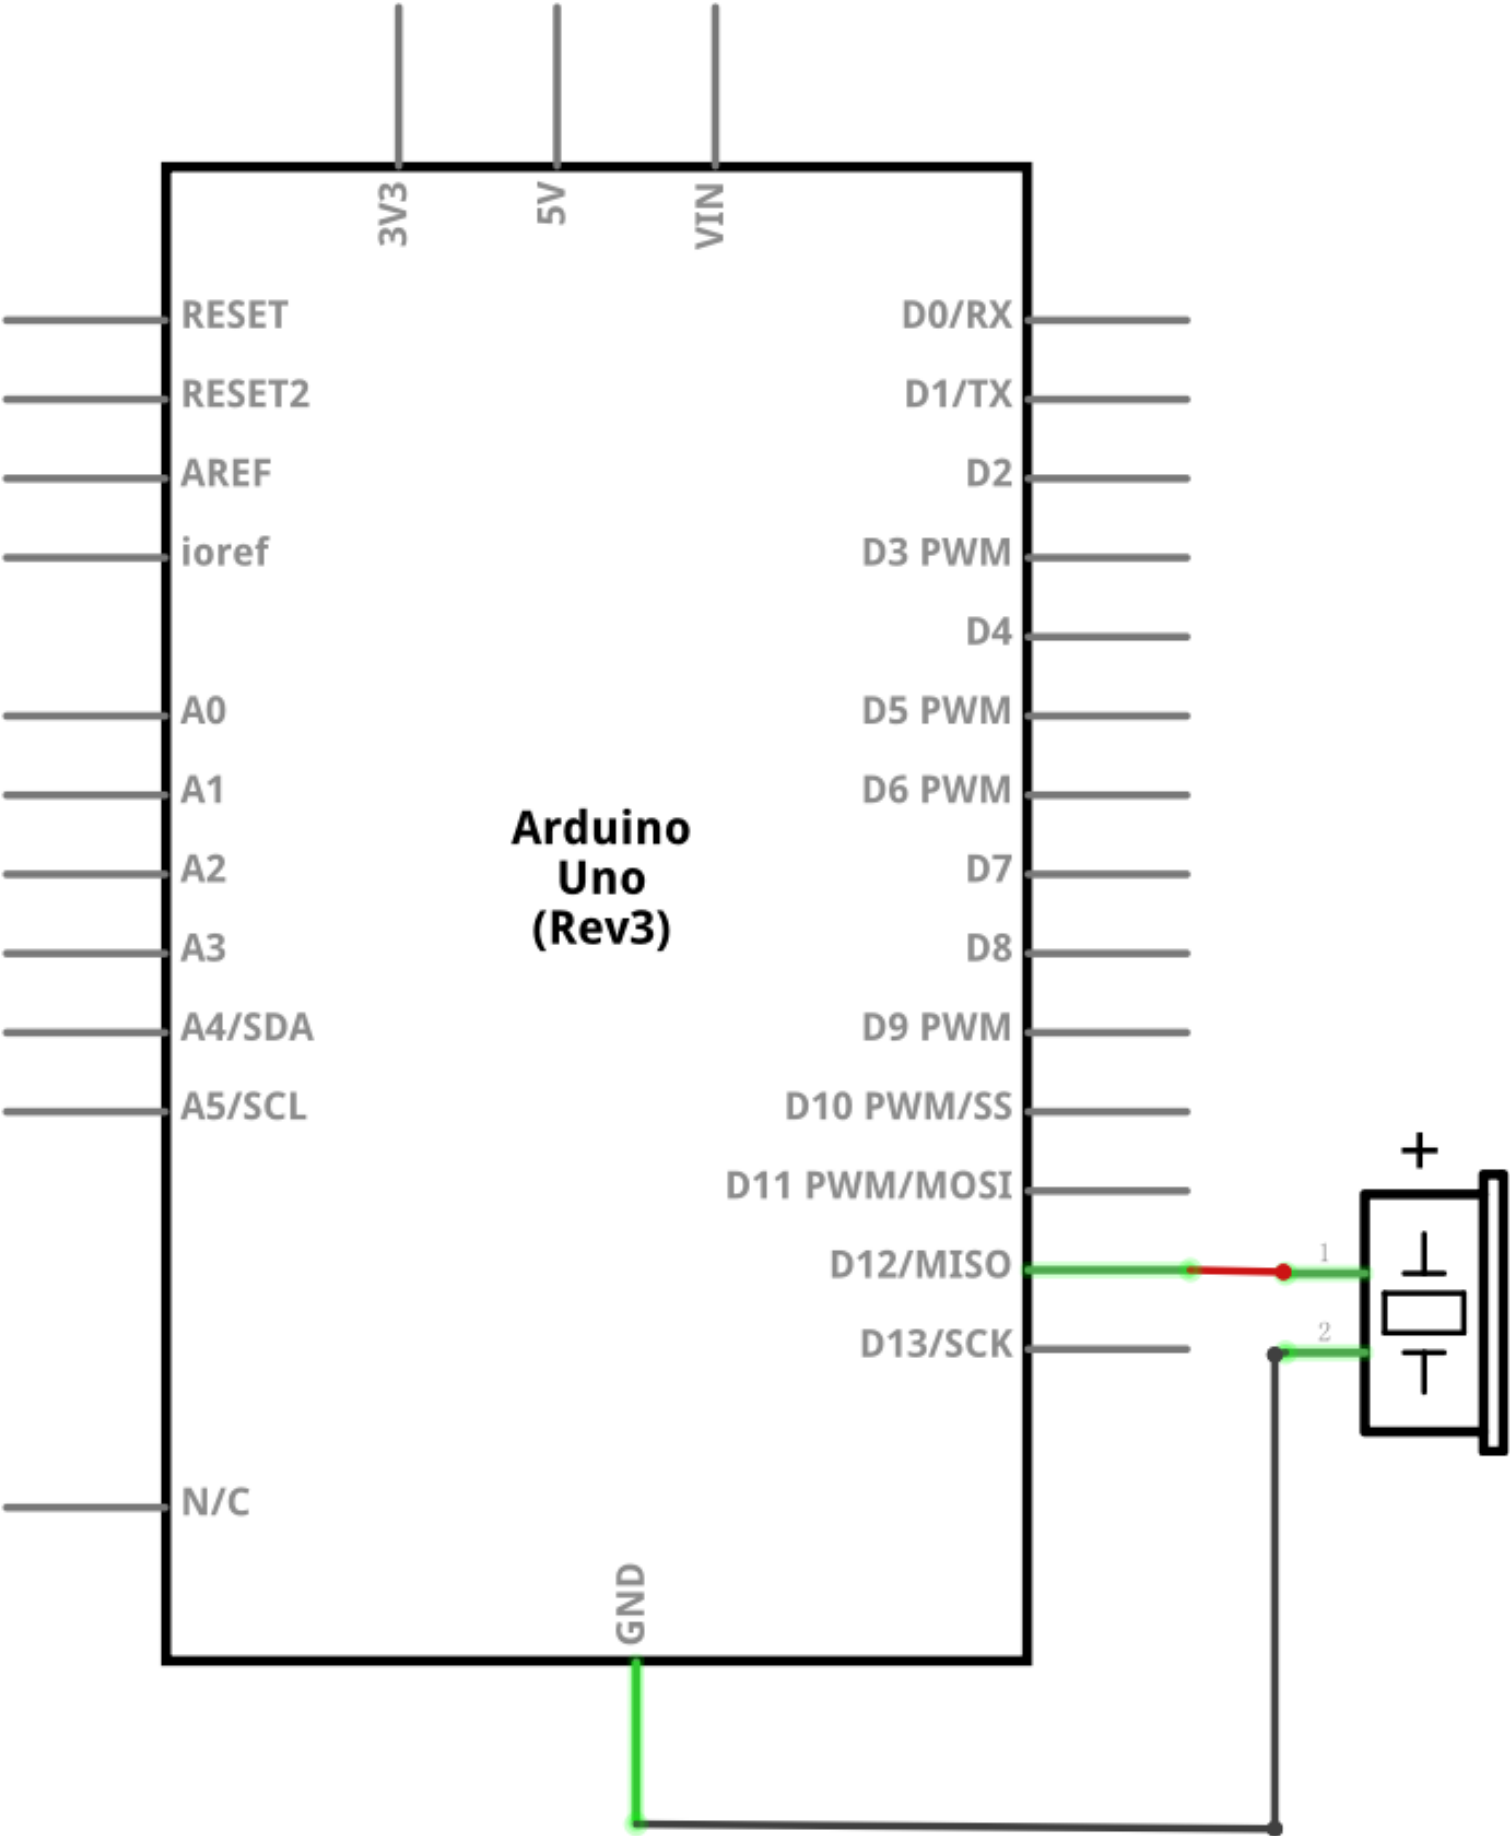 3V3
5V
VIN
RESET
D0/RX
RESET2
D1/TX
AREF
D2
ioref
D3 PWM
D4
A0
D5 PWM
A1
D6 PWM
Arduino
Uno
(Rev3)
A2
D7
A3
D8
A4/SDA
D9 PWM
A5/SCL
D10 PWM/SS
+
D11 PWM/MOSI
D12/MISO
1
D13/SCK
2
N/C
GND